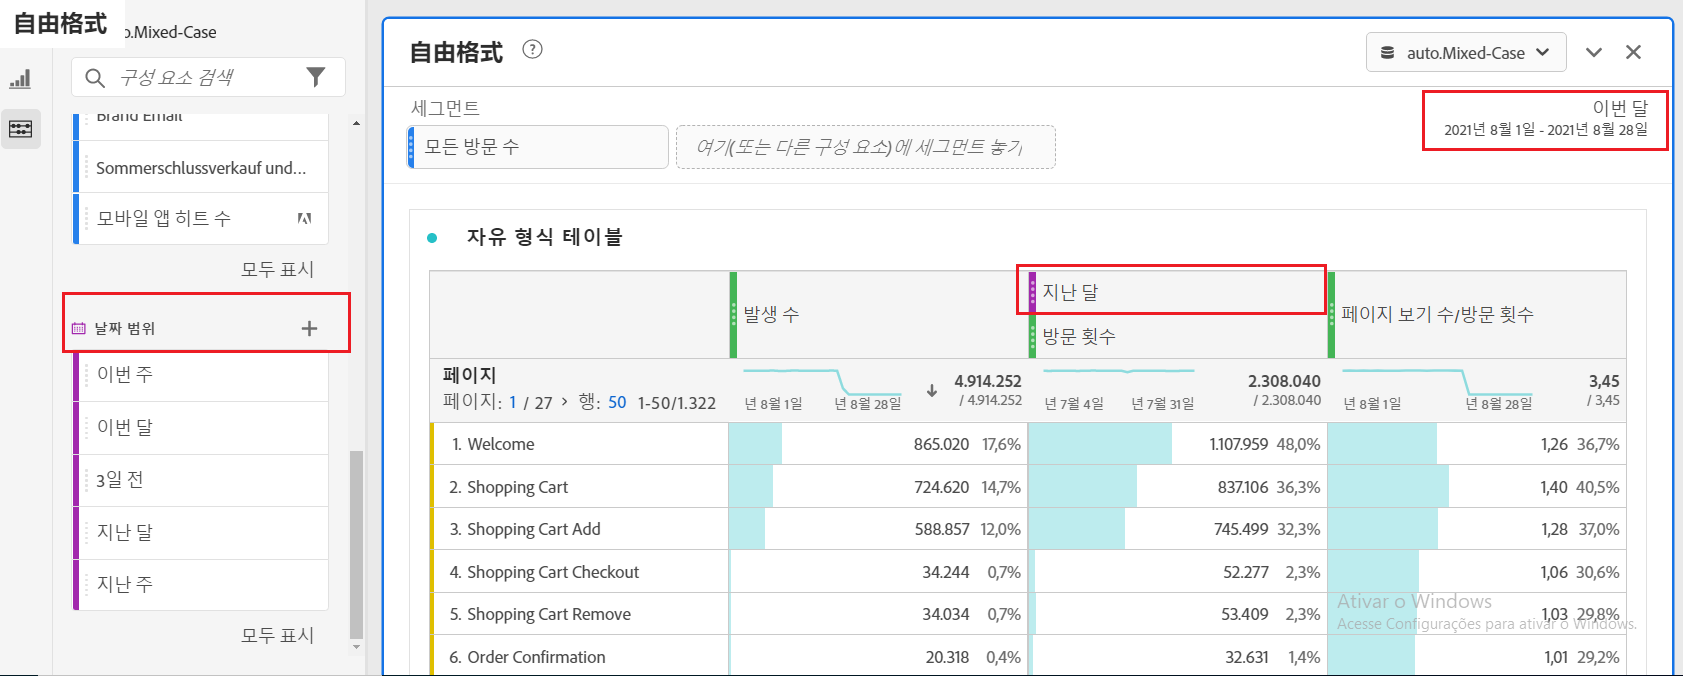 自由格式
o.Mixed-Case
구성 요소 검색
Brand Email
Sommerschlussverkauf und...
모바일 앱 히트 수
모두 표시
날짜 범위
이번 주
이번 달
3일 전
지난 달
지난 주
모두 표시
自由格式
auto.Mixed-Case
세그먼트
모든 방문 수
여기(또는 다른 구성 요소)에 세그먼트 놓기
이번 달
2021년 8월 1일 - 2021년 8월 28일
자유 형식 테이블
발생 수
지난 달
방문 횟수
페이지 보기 수/방문 횟수
페이지
페이지: 1 / 27 > 행: 50 1-50/1.322
년 8월 1일 년 8월 28일 4.914.252 / 4.914.252
년 7월 4일 년 7월 31일 2.308.040 / 2.308.040
년 8월 1일 년 8월 28일 3,45 / 3,45
1. Welcome 865.020 17,6% 1.107.959 48,0% 1,26 36,7%
2. Shopping Cart 724.620 14,7% 837.106 36,3% 1,40 40,5%
3. Shopping Cart Add 588.857 12,0% 745.499 32,3% 1,28 37,0%
4. Shopping Cart Checkout 34.244 0,7% 52.277 2,3% 1,06 30,6%
5. Shopping Cart Remove 34.034 0,7% 53.409 2,3% 1,03 29,8%
6. Order Confirmation 20.318 0,4% 32.631 1,4% 1,01 29,2%
Ativar o Windows
Acesse Configurações para ativar o Windows.